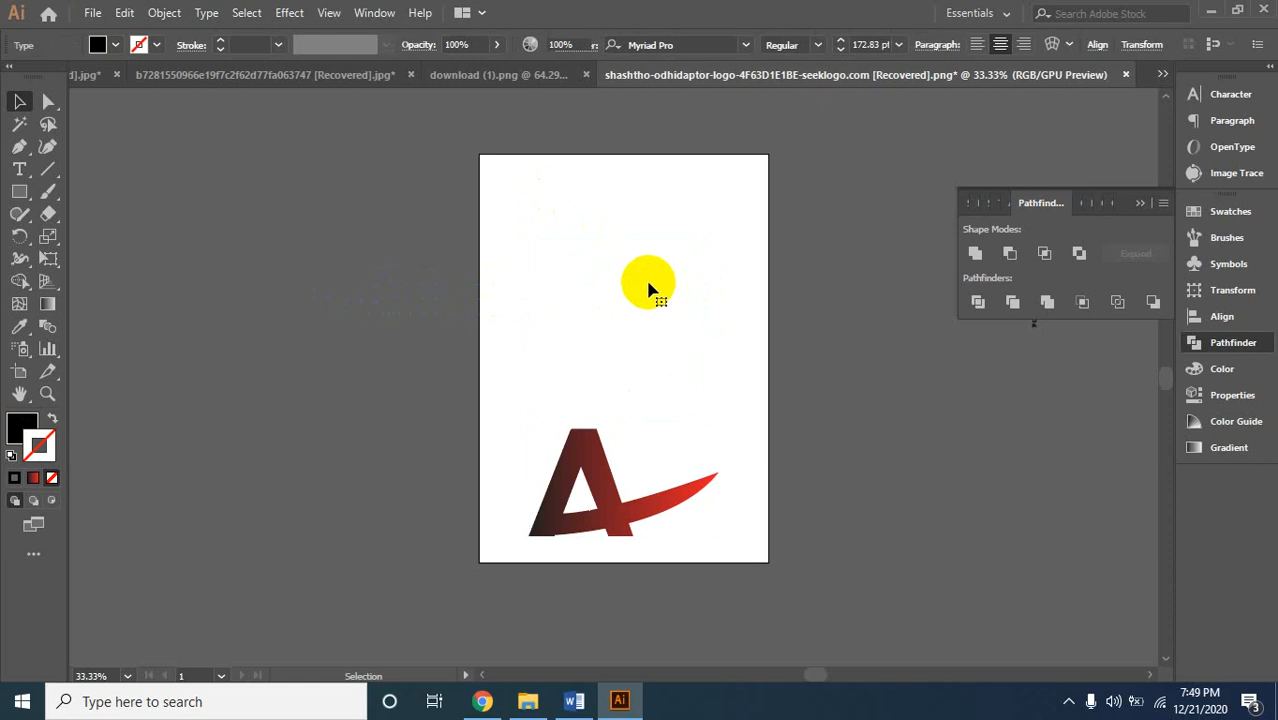 Ai File Edit Object Type Select Effect View Window Help Essentials Search Adobe Stock
Type Stroke: Opacity: 100% 100% Myriad Pro Regular 172.83 pt Paragraph: Align Transform
].jpg* b7281550966e19f7c2f62d77fa063747 [Recovered].jpg* download (1).png @ 64.29... shashtho-odhidaptor-logo-4F63D1E1BE-seeklogo.com [Recovered].png* @ 33.33% (RGB/GPU Preview)
Character
Paragraph
OpenType
Image Trace
Swatches
Brushes
Symbols
Transform
Align
Pathfinder
Color
Properties
Color Guide
Gradient
Pathfind...
Shape Modes:
Expand
Pathfinders:
A
33.33% 1 Selection
Type here to search
Ai
7:49 PM
12/21/2020
3